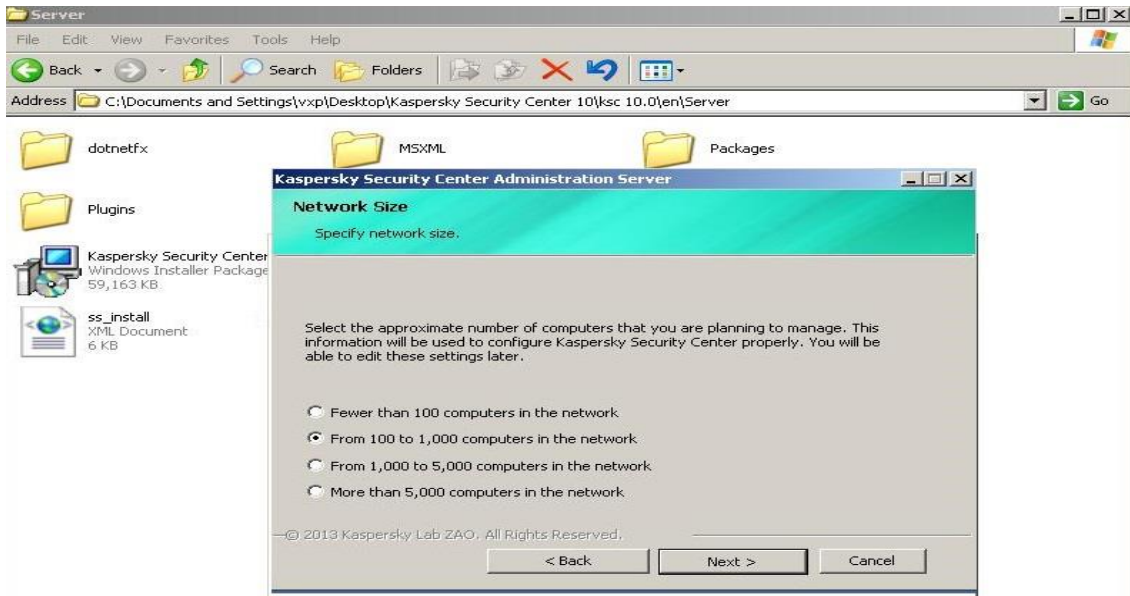 Server
File Edit View Favorites Tools Help
Back Search Folders
Address C:\Documents and Settings\vxp\Desktop\Kaspersky Security Center 10\ksc 10.0\en\Server Go
dotnetfx MSXML Packages
Plugins
Kaspersky Security Center
Windows Installer Package
59,163 KB
ss_install
XML Document
6 KB
Kaspersky Security Center Administration Server
Network Size
Specify network size.
Select the approximate number of computers that you are planning to manage. This
information will be used to configure Kaspersky Security Center properly. You will be
able to edit these settings later.
Fewer than 100 computers in the network
From 100 to 1,000 computers in the network
From 1,000 to 5,000 computers in the network
More than 5,000 computers in the network
© 2013 Kaspersky Lab ZAO. All Rights Reserved.
< Back Next > Cancel